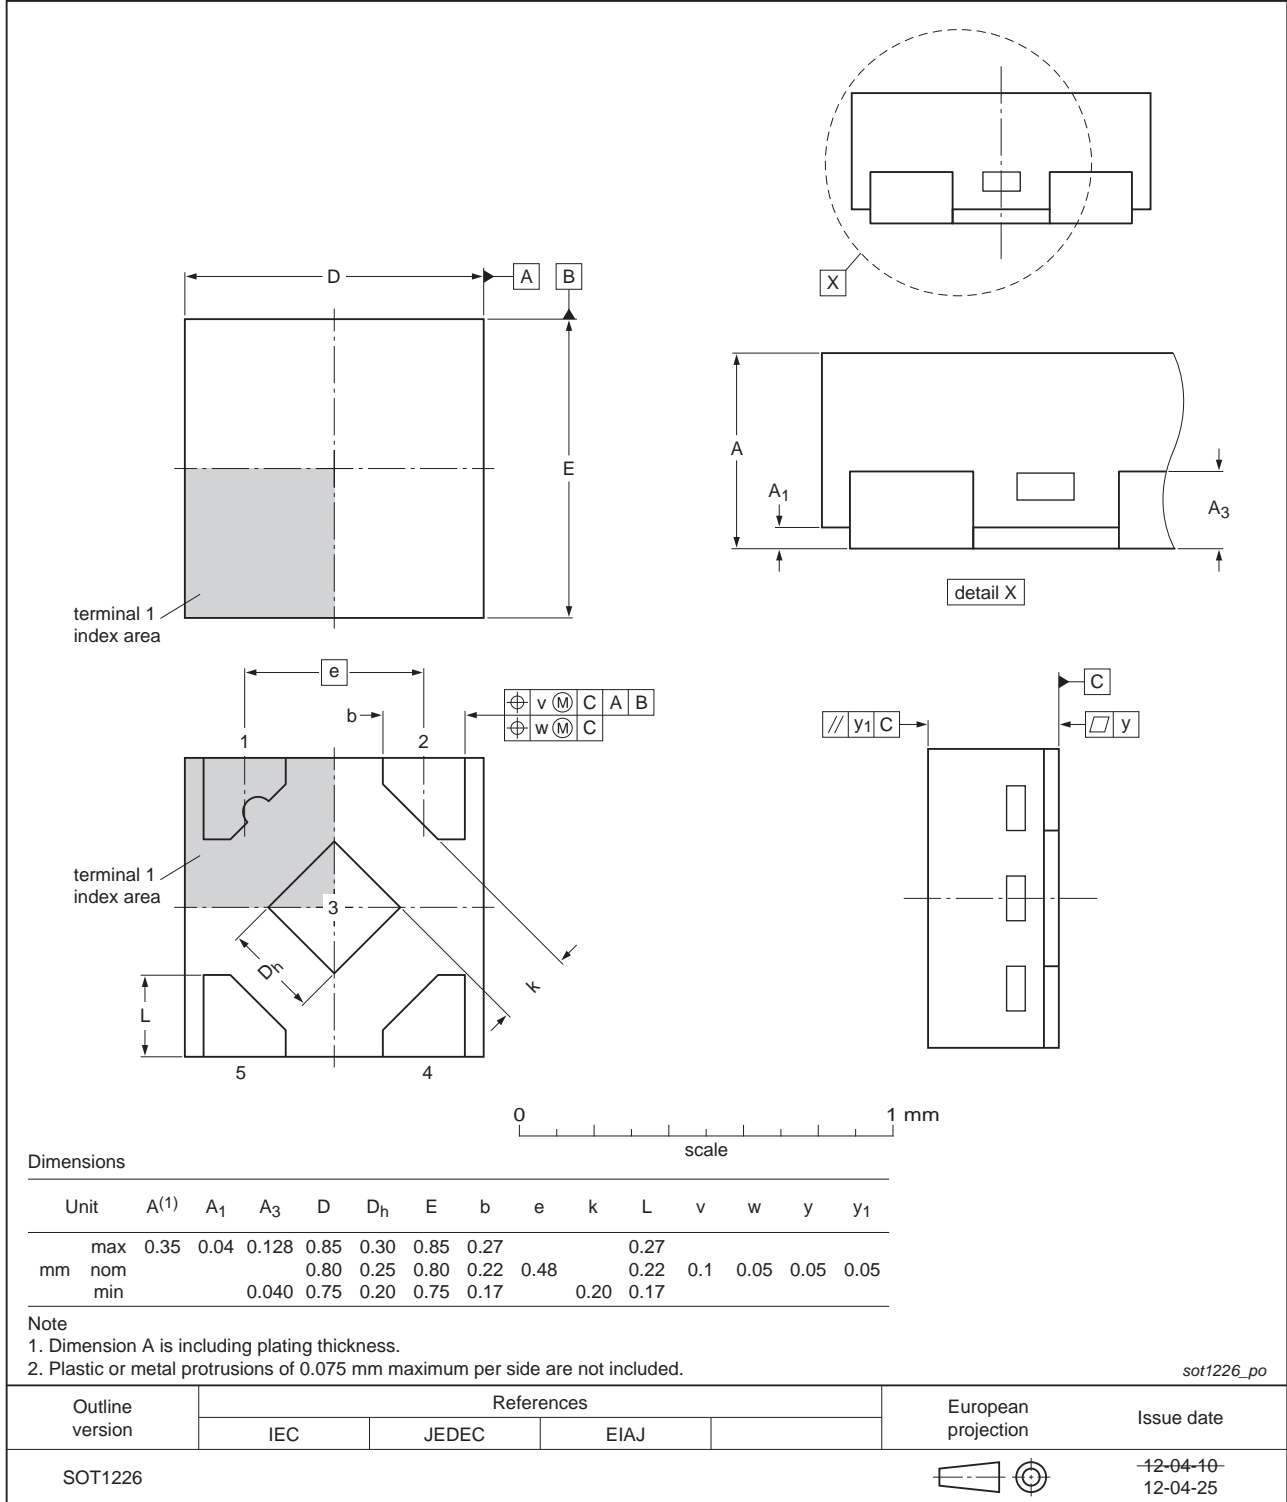 X
D
A
B
E
A
A1
A3
detail X
terminal 1
index area
e
b
v M C A B
w M C
1
2
C
// y1 C
y
terminal 1
index area
3
Dh
k
L
5
4
0
1 mm
scale
Dimensions
Unit A(1) A1 A3 D Dh E b e k L v w y y1
max 0.35 0.04 0.128 0.85 0.30 0.85 0.27 0.27
mm nom 0.80 0.25 0.80 0.22 0.48 0.22 0.1 0.05 0.05 0.05
min 0.040 0.75 0.20 0.75 0.17 0.20 0.17
Note
1. Dimension A is including plating thickness.
2. Plastic or metal protrusions of 0.075 mm maximum per side are not included.
sot1226_po
Outline
version
References
IEC JEDEC EIAJ
European
projection
Issue date
SOT1226
12-04-10
12-04-25